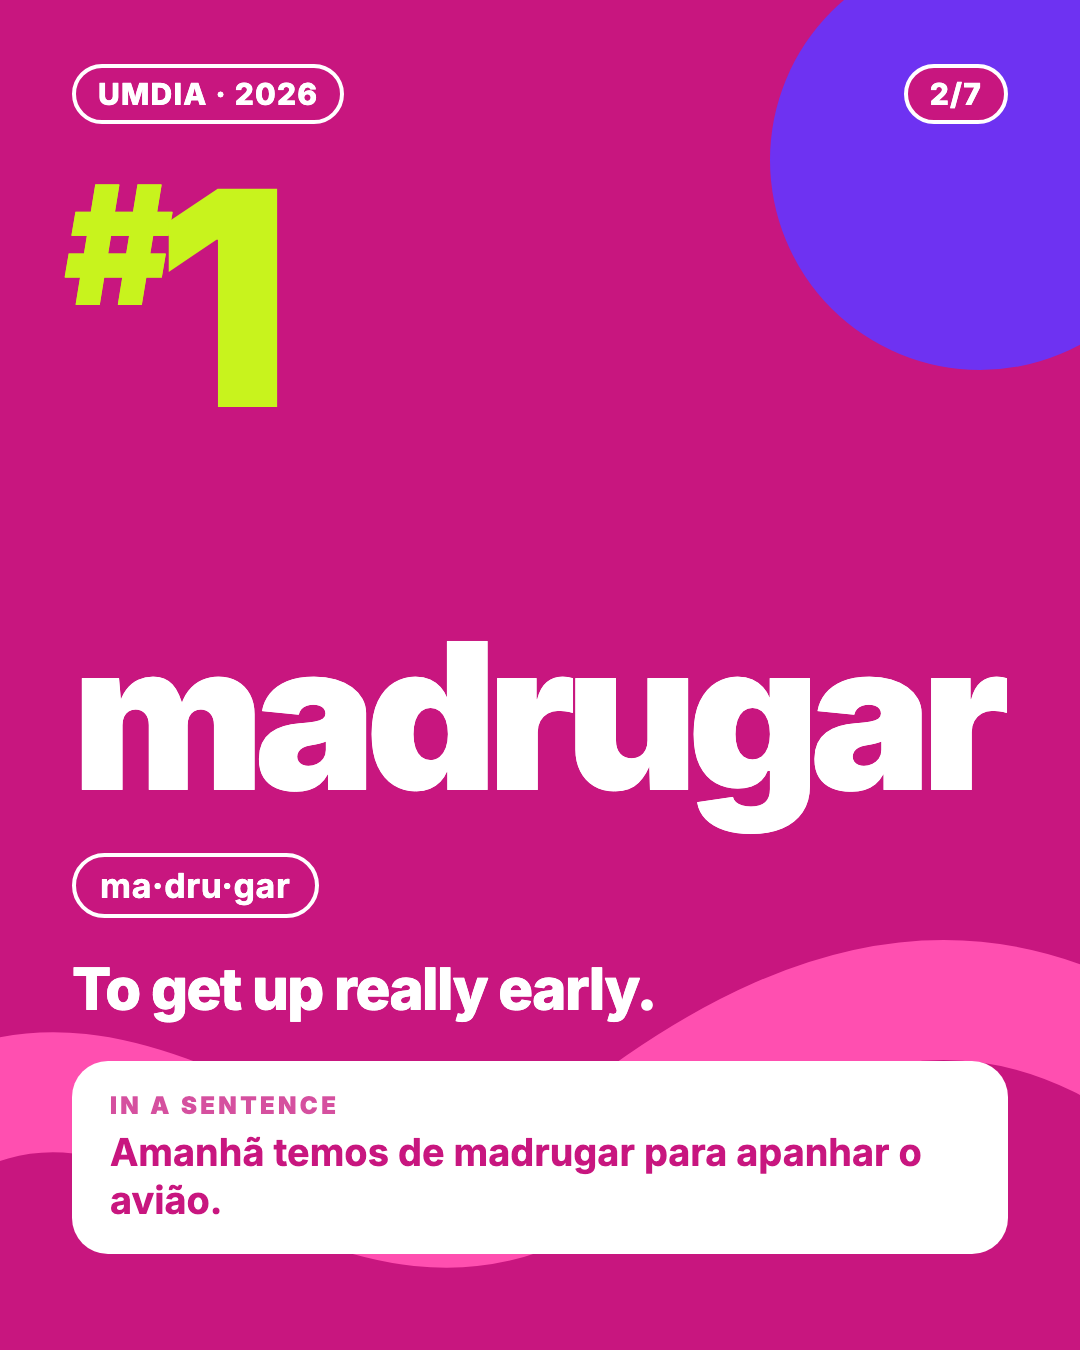 UMDIA · 2026
2/7
#1
madrugar
ma·dru·gar
To get up really early.
IN A SENTENCE
Amanhã temos de madrugar para apanhar o
avião.